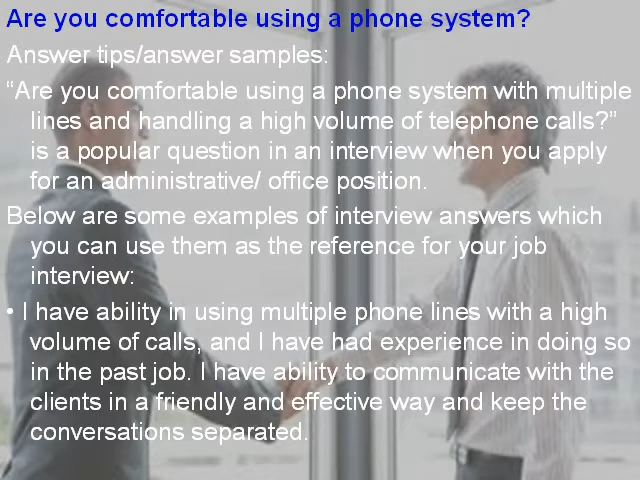 Are you comfortable using a phone system?
Answer tips/answer samples:
“Are you comfortable using a phone system with multiple
lines and handling a high volume of telephone calls?”
is a popular question in an interview when you apply
for an administrative/ office position.
Below are some examples of interview answers which
you can use them as the reference for your job
interview:
• I have ability in using multiple phone lines with a high
volume of calls, and I have had experience in doing so
in the past job. I have ability to communicate with the
clients in a friendly and effective way and keep the
conversations separated.